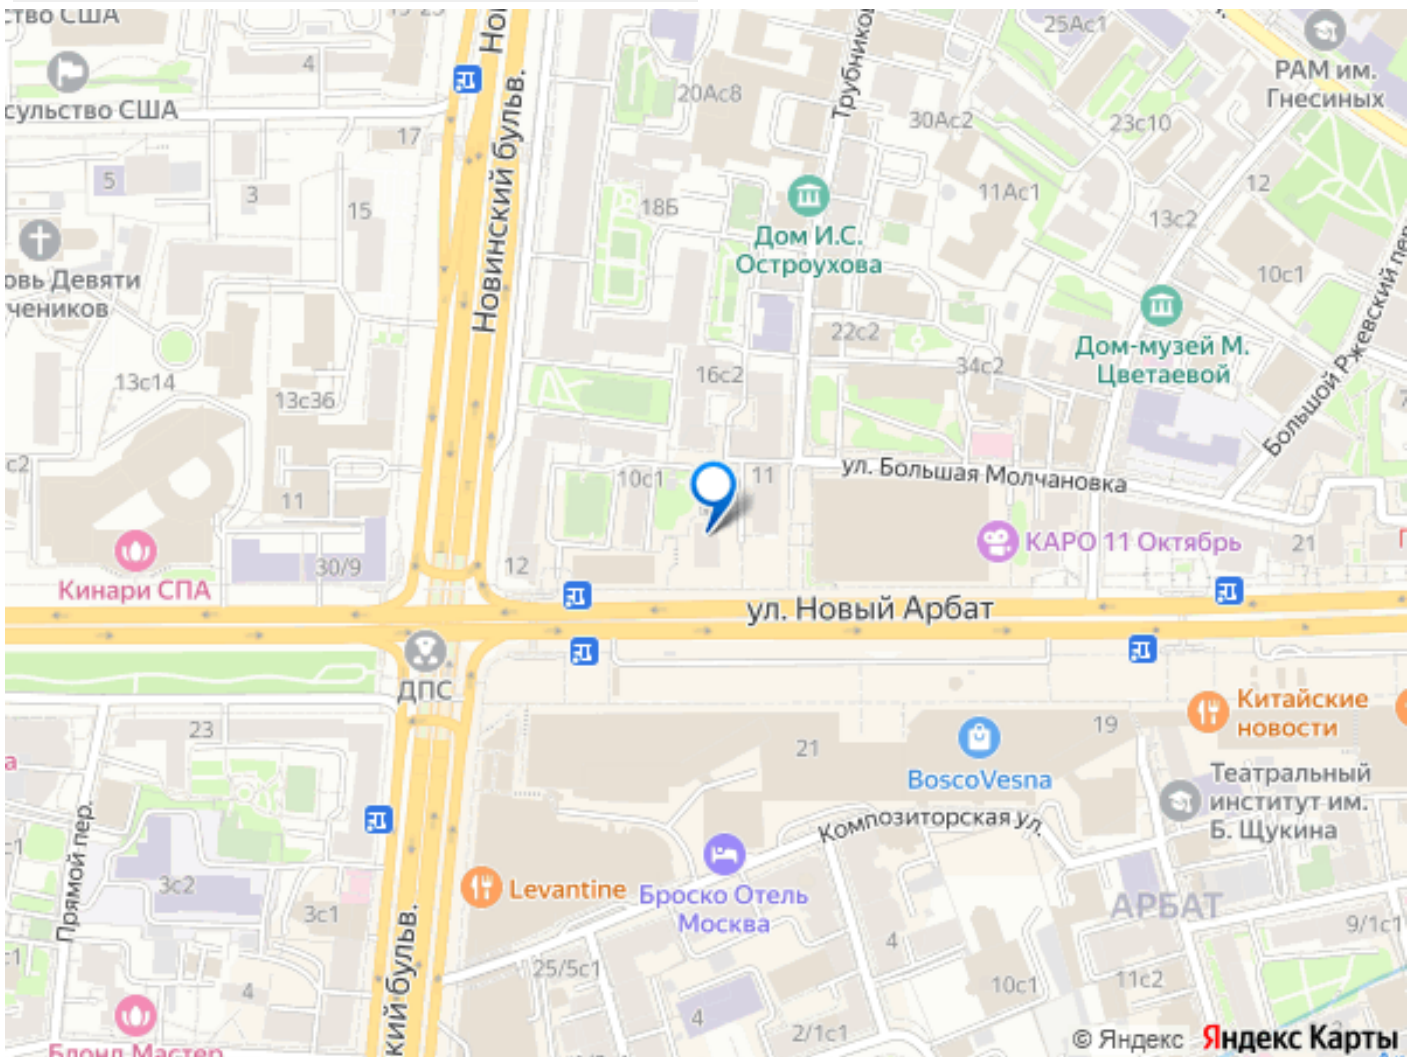 ство США
сульство США
4
17
5
3
15
овь Девяти
чеников
13с14
13с36
с2
11
Кинари СПА
30/9
12
Новинский бульв.
20Ас8
18Б
16с2
10с1
11
Трубников
25Ас1
30Ас2
23с10
РАМ им.
Гнесиных
12
11Ас1
13с2
10с1
Дом И.С.
Остроухова
22с2
34с2
Дом-музей М.
Цветаевой
Большой Ржевский пер.
ул. Большая Молчановка
КАРО 11 Октябрь
21
ул. Новый Арбат
ДПС
23
а
Прямой пер.
с1
3с2
3с1
с1
4
Блонд Мастер
кий бульв.
Levantine
21
19
BoscoVesna
Китайские
новости
Театральный
институт им.
Б. Щукина
Композиторская ул.
Броско Отель
Москва
АРБАТ
25/5с1
4
4
2/1с1
10с1
11с2
9/1с1
© Яндекс Яндекс Карты